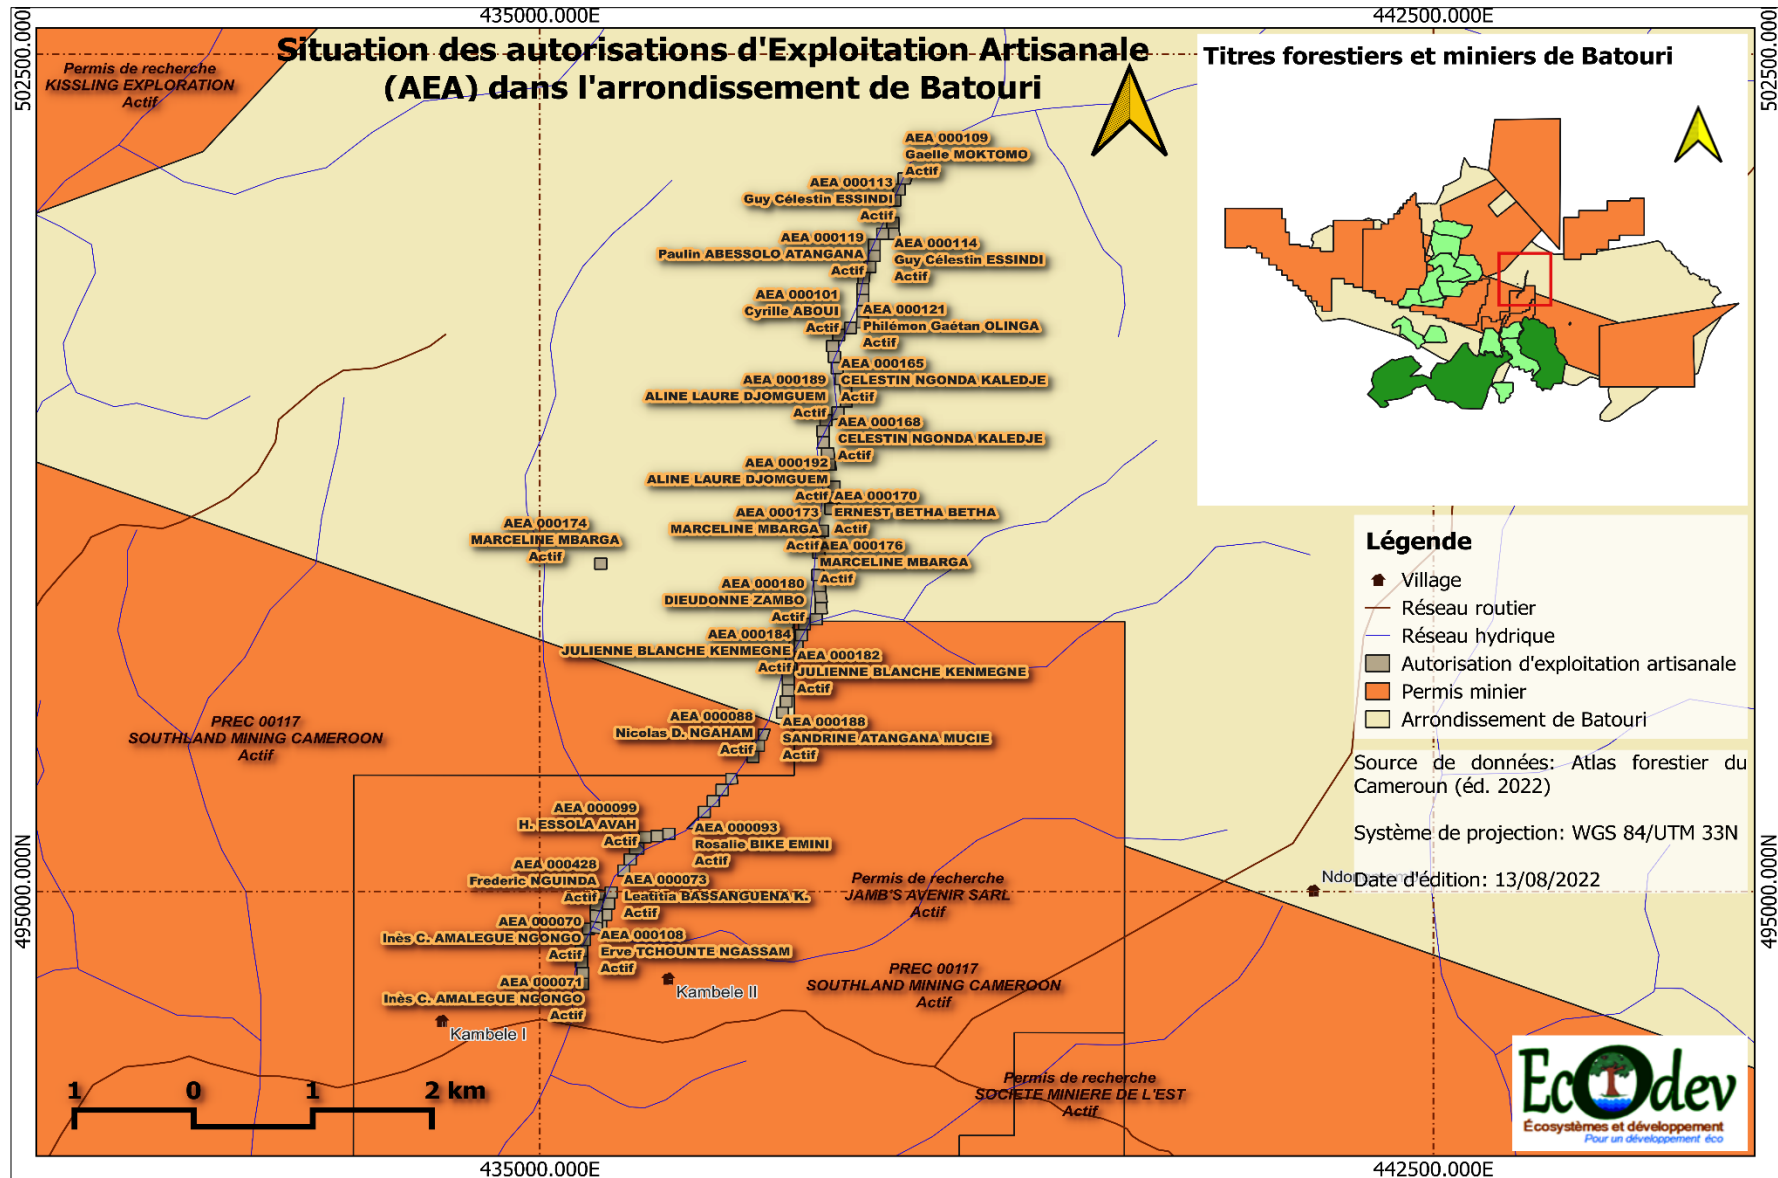 435000.000E
442500.000E
502500.000
502500.000
Situation des autorisations d'Exploitation Artisanale
(AEA) dans l'arrondissement de Batouri
Titres forestiers et miniers de Batouri
Permis de recherche
KISSLING EXPLORATION
Actif
AEA 000109
Gaelle MOKTOMO
Actif
AEA 000113
Guy Célestin ESSINDI
Actif
AEA 000119
Paulin ABESSOLO ATANGANA
Actif
AEA 000114
Guy Célestin ESSINDI
Actif
AEA 000101
Cyrille ABOUI
Actif
AEA 000121
Philémon Gaétan OLINGA
Actif
AEA 000165
CELESTIN NGONDA KALEDJE
Actif
AEA 000189
ALINE LAURE DJOMGUEM
Actif
AEA 000168
CELESTIN NGONDA KALEDJE
Actif
AEA 000192
ALINE LAURE DJOMGUEM
Actif
AEA 000170
ERNEST BETHA BETHA
Actif
AEA 000173
MARCELINE MBARGA
Actif
AEA 000174
MARCELINE MBARGA
Actif
AEA 000176
MARCELINE MBARGA
Actif
AEA 000180
DIEUDONNE ZAMBO
Actif
AEA 000184
JULIENNE BLANCHE KENMEGNE
Actif
AEA 000182
JULIENNE BLANCHE KENMEGNE
Actif
AEA 000088
Nicolas D. NGAHAM
Actif
AEA 000188
SANDRINE ATANGANA MUCIE
Actif
PREC 00117
SOUTHLAND MINING CAMEROON
Actif
AEA 000099
H. ESSOLA AVAH
Actif
AEA 000093
Rosalie BIKE EMINI
Actif
AEA 000428
Frederic NGUINDA
Actif
AEA 000073
Leatitia BASSANGUENA K.
Actif
AEA 000070
Inès C. AMALEGUE NGONGO
Actif
AEA 000108
Erve TCHOUNTE NGASSAM
Actif
AEA 000071
Inès C. AMALEGUE NGONGO
Actif
Permis de recherche
JAMB'S AVENIR SARL
Actif
PREC 00117
SOUTHLAND MINING CAMEROON
Actif
Permis de recherche
SOCIETE MINIERE DE L'EST
Actif
Kambele I
Kambele II
Légende
Village
Réseau routier
Réseau hydrique
Autorisation d'exploitation artisanale
Permis minier
Arrondissement de Batouri
Source de données: Atlas forestier du
Cameroun (éd. 2022)
Système de projection: WGS 84/UTM 33N
Date d'édition: 13/08/2022
495000.000N
495000.000N
1 0 1 2 km
EcOdev
Écosystèmes et développement
Pour un développement éco
435000.000E
442500.000E